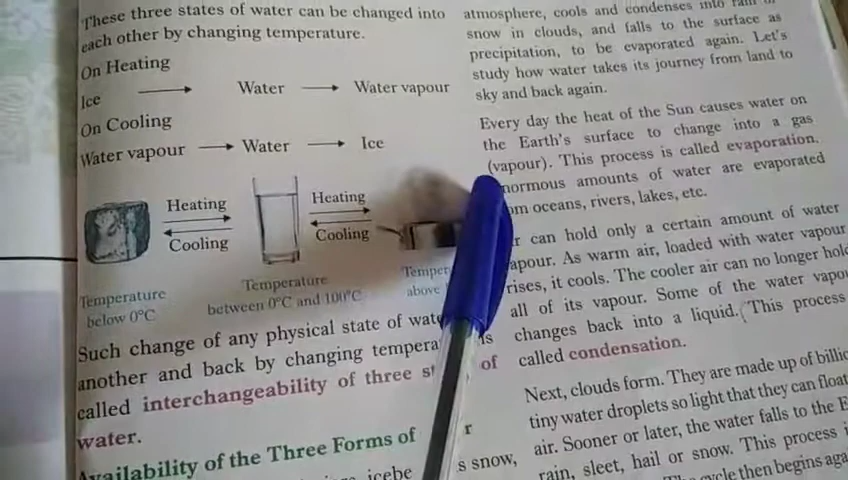 These three states of water can be changed into
each other by changing temperature.
On Heating
Ice → Water → Water vapour
On Cooling
Water vapour → Water → Ice
Heating Heating
Cooling Cooling
Temperature
below 0°C
Temperature
between 0°C and 100°C
above
Such change of any physical state of
another and back by changing
called interchangeability of three of
water.
Availability of the Three Forms of
s snow,
atmosphere, cools and condenses into
snow in clouds, and falls to the surface as
precipitation, to be evaporated again. Let's
study how water takes its journey from land to
sky and back again.
Every day the heat of the Sun causes water on
the Earth's surface to change into a gas
(vapour). This process is called evaporation.
normous amounts of water are evaporated
om oceans, rivers, lakes, etc.
r can hold only a certain amount of water
apour. As warm air, loaded with water vapour
rises, it cools. The cooler air can no longer hold
all of its vapour. Some of the water
changes back into a liquid. (This process
called condensation.
Next, clouds form. They are made up of
tiny water droplets so light that they can float
air. Sooner or later, the water falls to the
rain, sleet, hail or snow. This process
cycle then begins